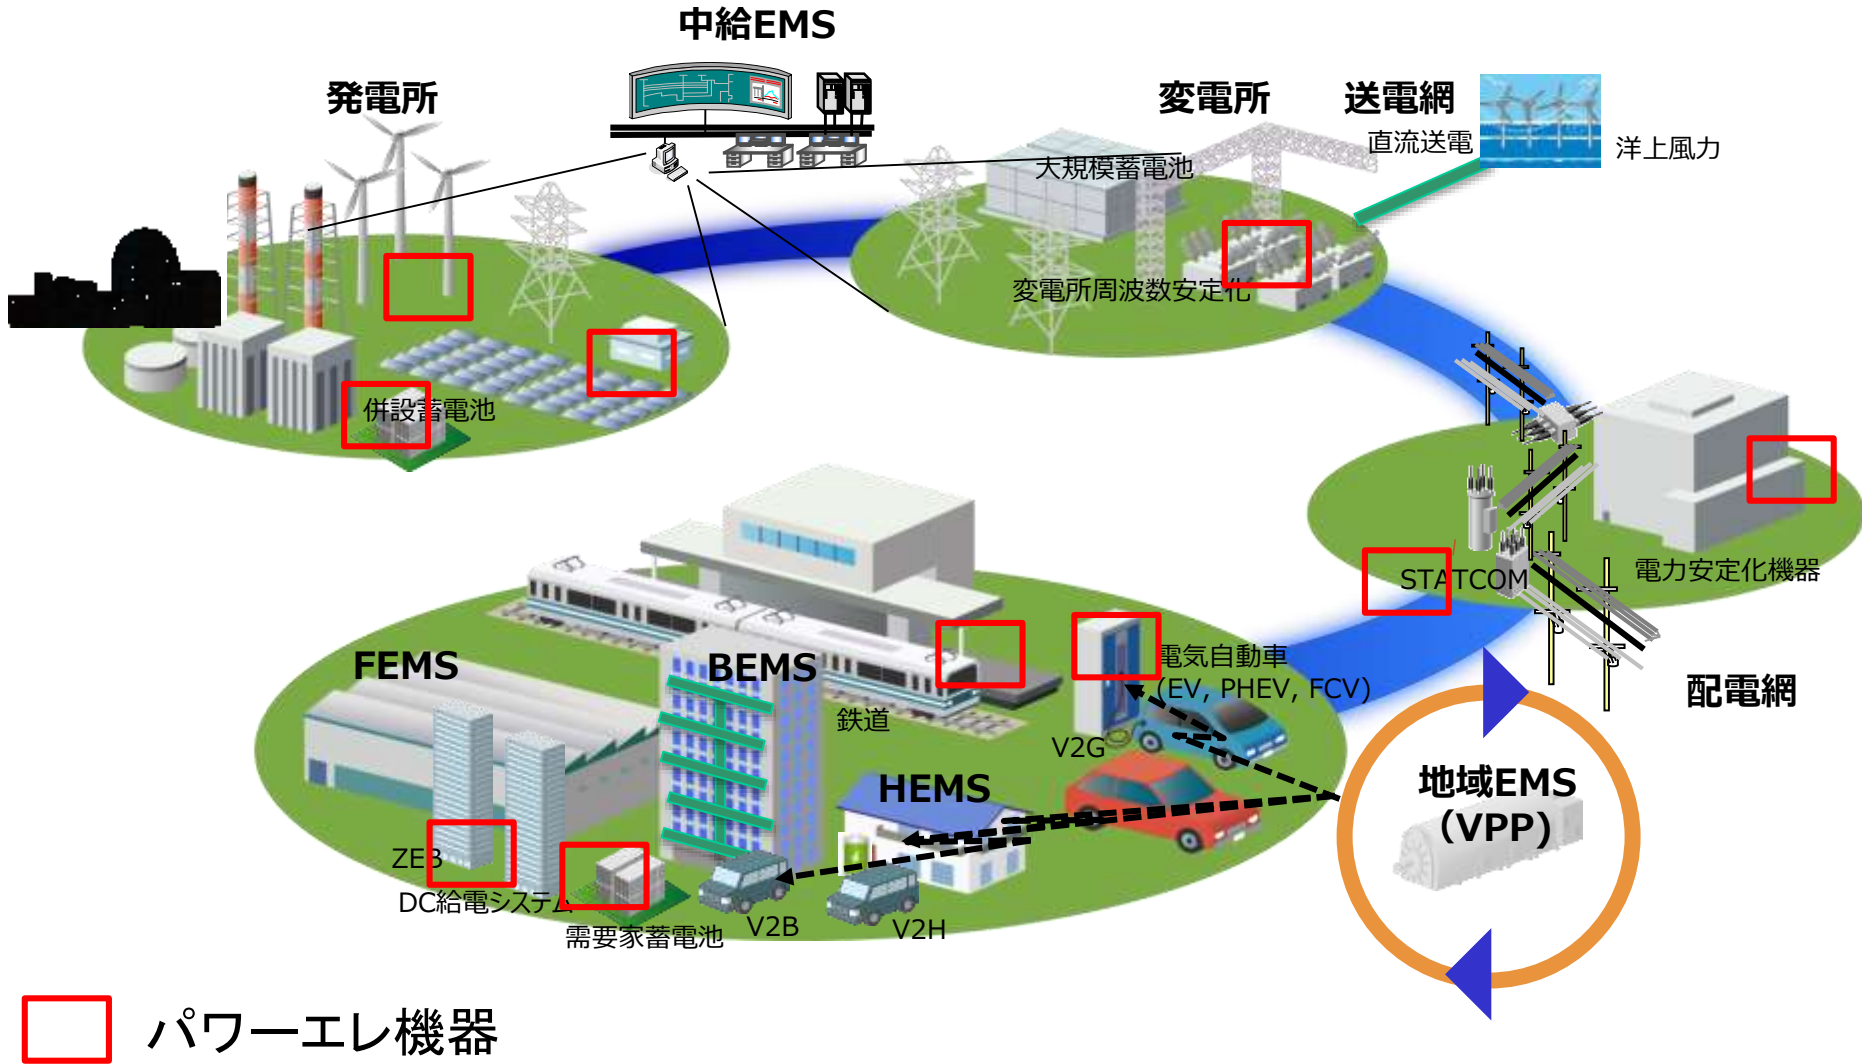 中給EMS
発電所
変電所
送電網
直流送電
洋上風力
大規模蓄電池
変電所周波数安定化
併設蓄電池
STATCOM
電力安定化機器
配電網
FEMS
BEMS
鉄道
電気自動車
(EV, PHEV, FCV)
V2G
HEMS
地域EMS
（VPP)
ZEB
DC給電システム
需要家蓄電池
V2B
V2H
パワーエレ機器